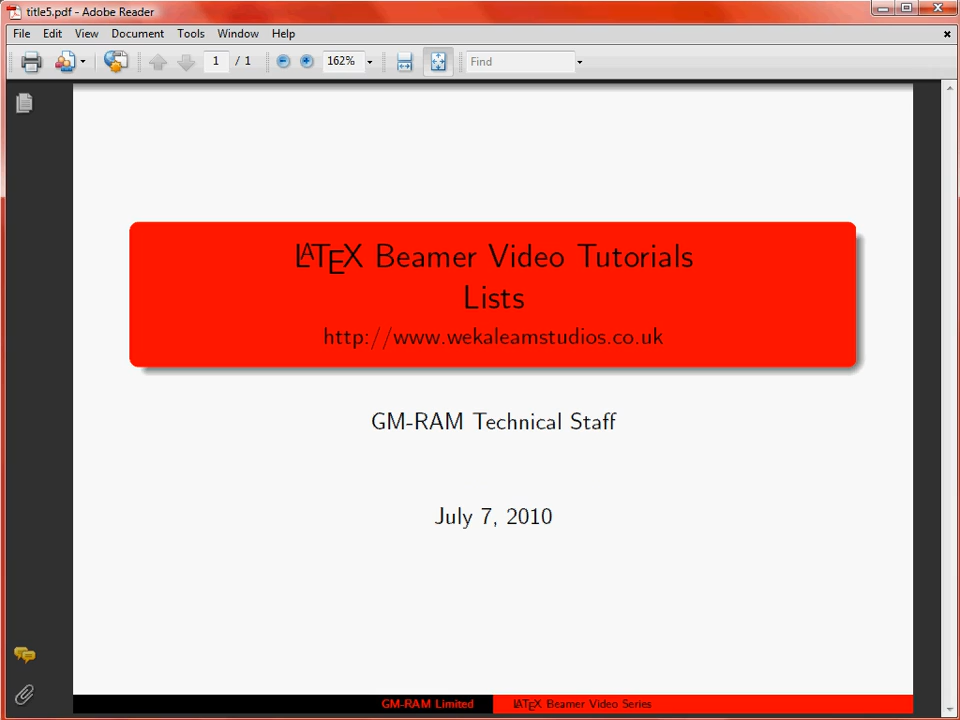 title5.pdf - Adobe Reader
File Edit View Document Tools Window Help
1 / 1 162% Find
LATEX Beamer Video Tutorials
Lists
http://www.wekaleamstudios.co.uk
GM-RAM Technical Staff
July 7, 2010
GM-RAM Limited LATEX Beamer Video Series